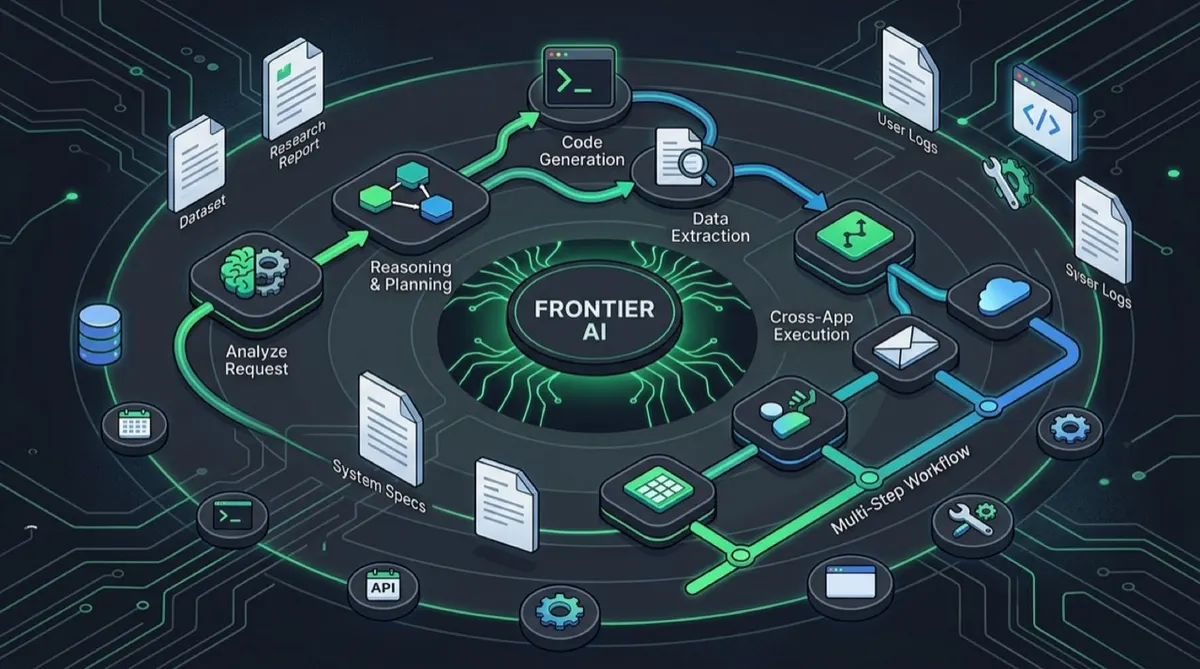 Research
Report
Dataset
>_
Code
Generation
User Logs
</>
Data
Extraction
Reasoning
& Planning
Analyze
Request
FRONTIER
AI
Cross-App
Execution
Syser Logs
System Specs
Multi-Step Workflow
>_
API